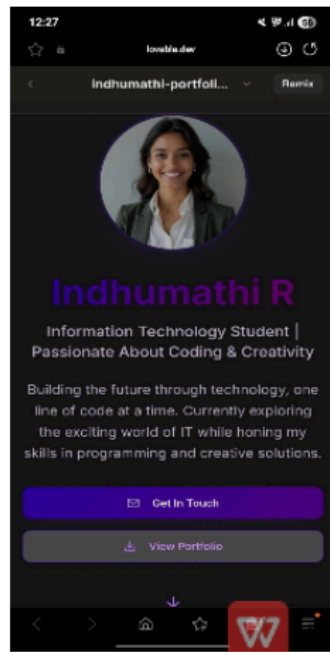 12:27
lovable.dev
indhumathi-portfoli...
Remix
Indhumathi R
Information Technology Student |
Passionate About Coding & Creativity
Building the future through technology, one
line of code at a time. Currently exploring
the exciting world of IT while honing my
skills in programming and creative solutions.
Get In Touch
View Portfolio